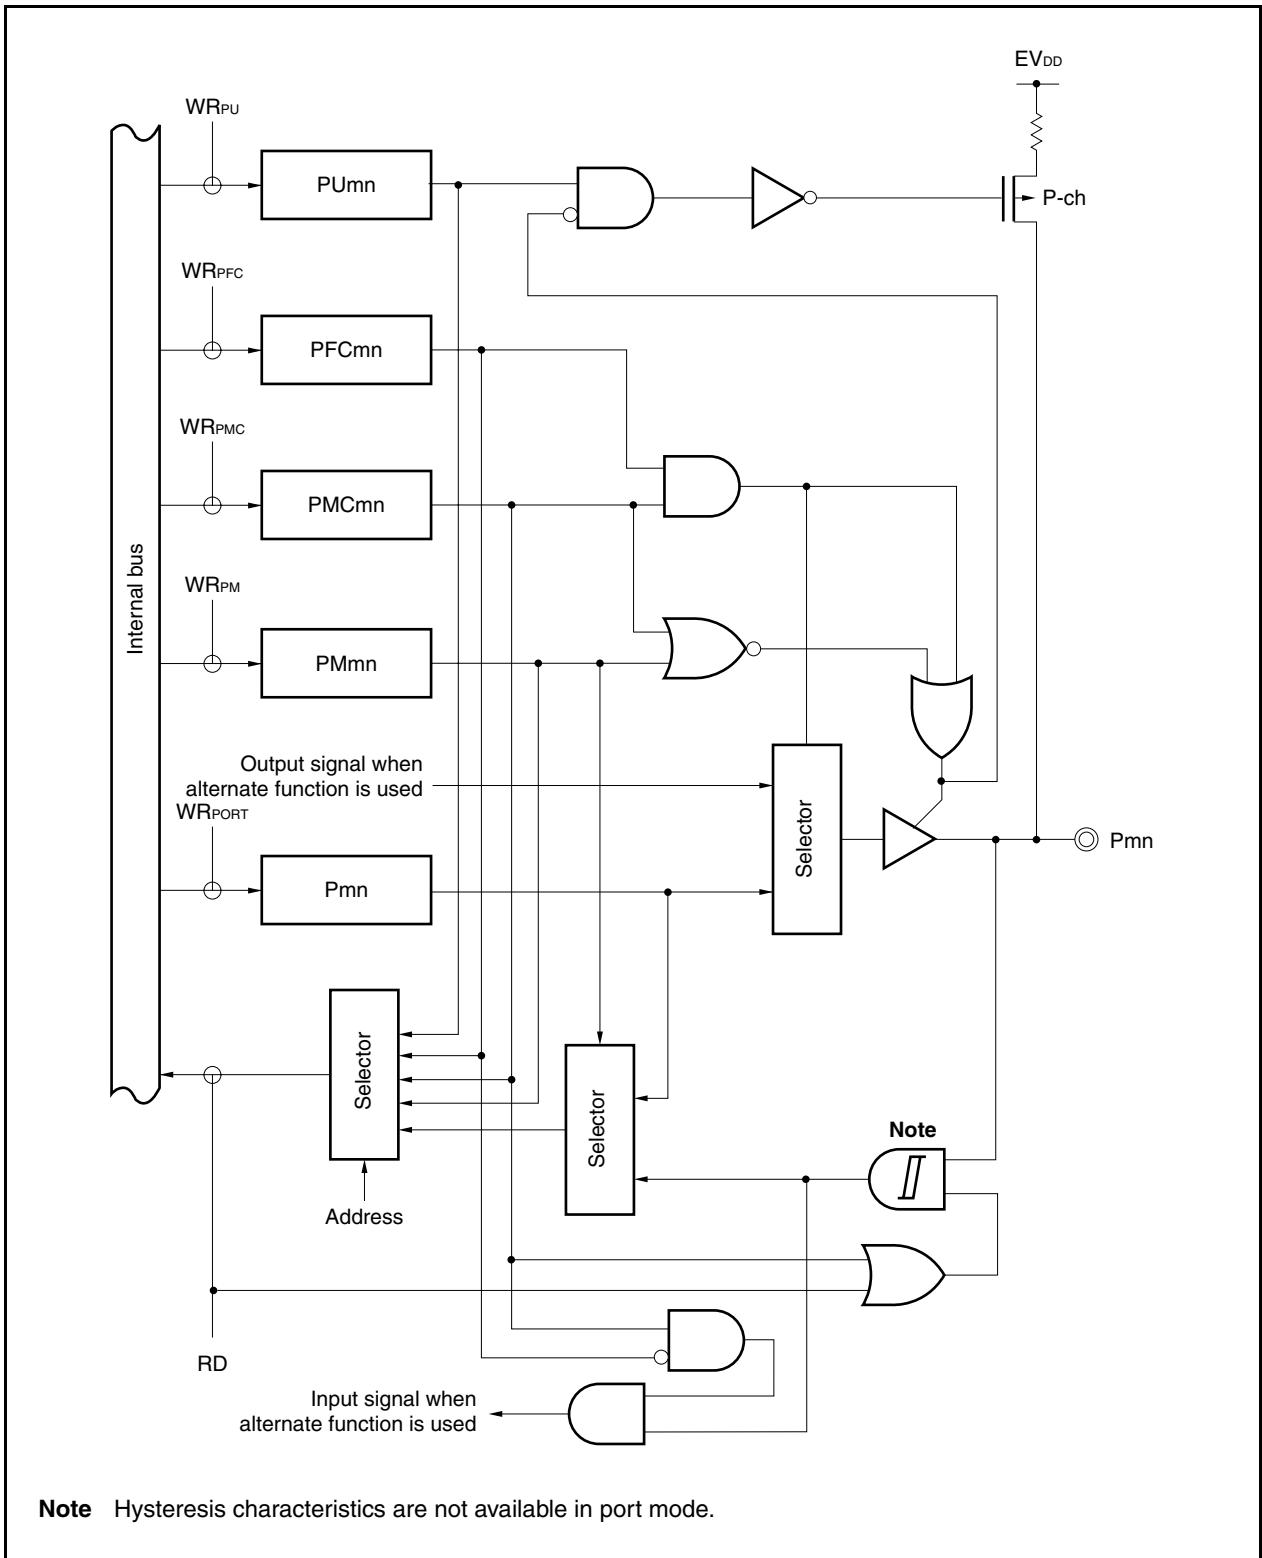 EVDD
WRPU
PUmn
P-ch
WRPFC
PFCmn
WRPMC
PMCmn
Internal bus
WRPM
PMmn
Output signal when
alternate function is used
WRPORT
Selector
Pmn
Pmn
Selector
Selector
Note
Address
RD
Input signal when
alternate function is used
Note Hysteresis characteristics are not available in port mode.